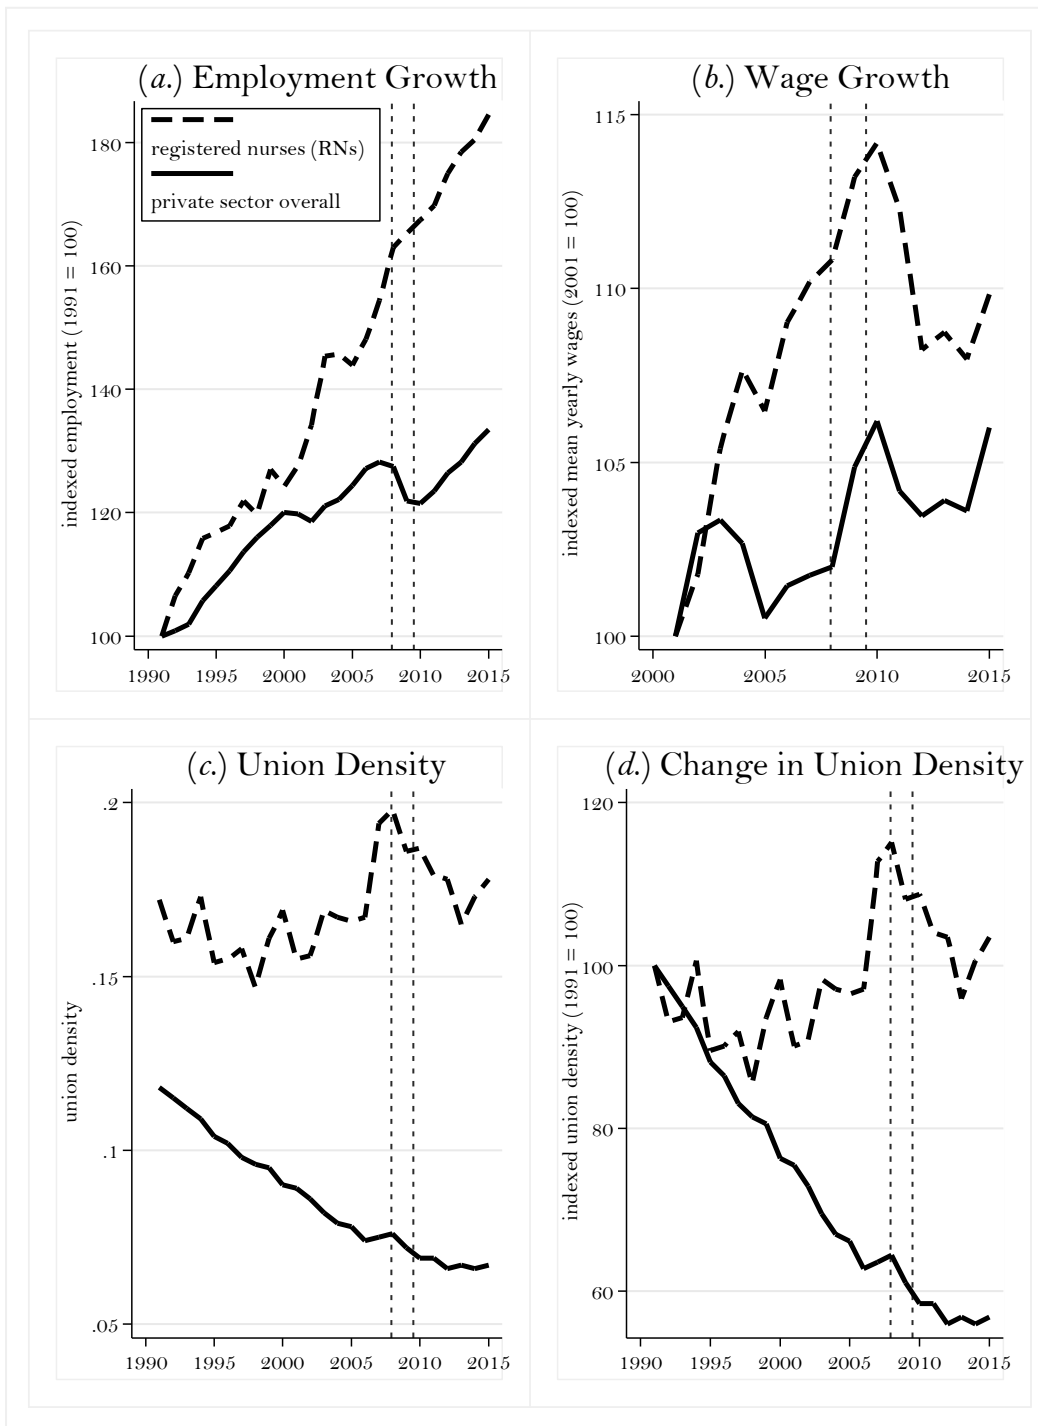 (a.) Employment Growth
registered nurses (RNs)
private sector overall
indexed employment (1991 = 100)
180
160
140
120
100
1990 1995 2000 2005 2010 2015
(b.) Wage Growth
indexed mean yearly wages (2001 = 100)
115
110
105
100
2000 2005 2010 2015
(c.) Union Density
union density
.2
.15
.1
.05
1990 1995 2000 2005 2010 2015
(d.) Change in Union Density
indexed union density (1991 = 100)
120
100
80
60
1990 1995 2000 2005 2010 2015